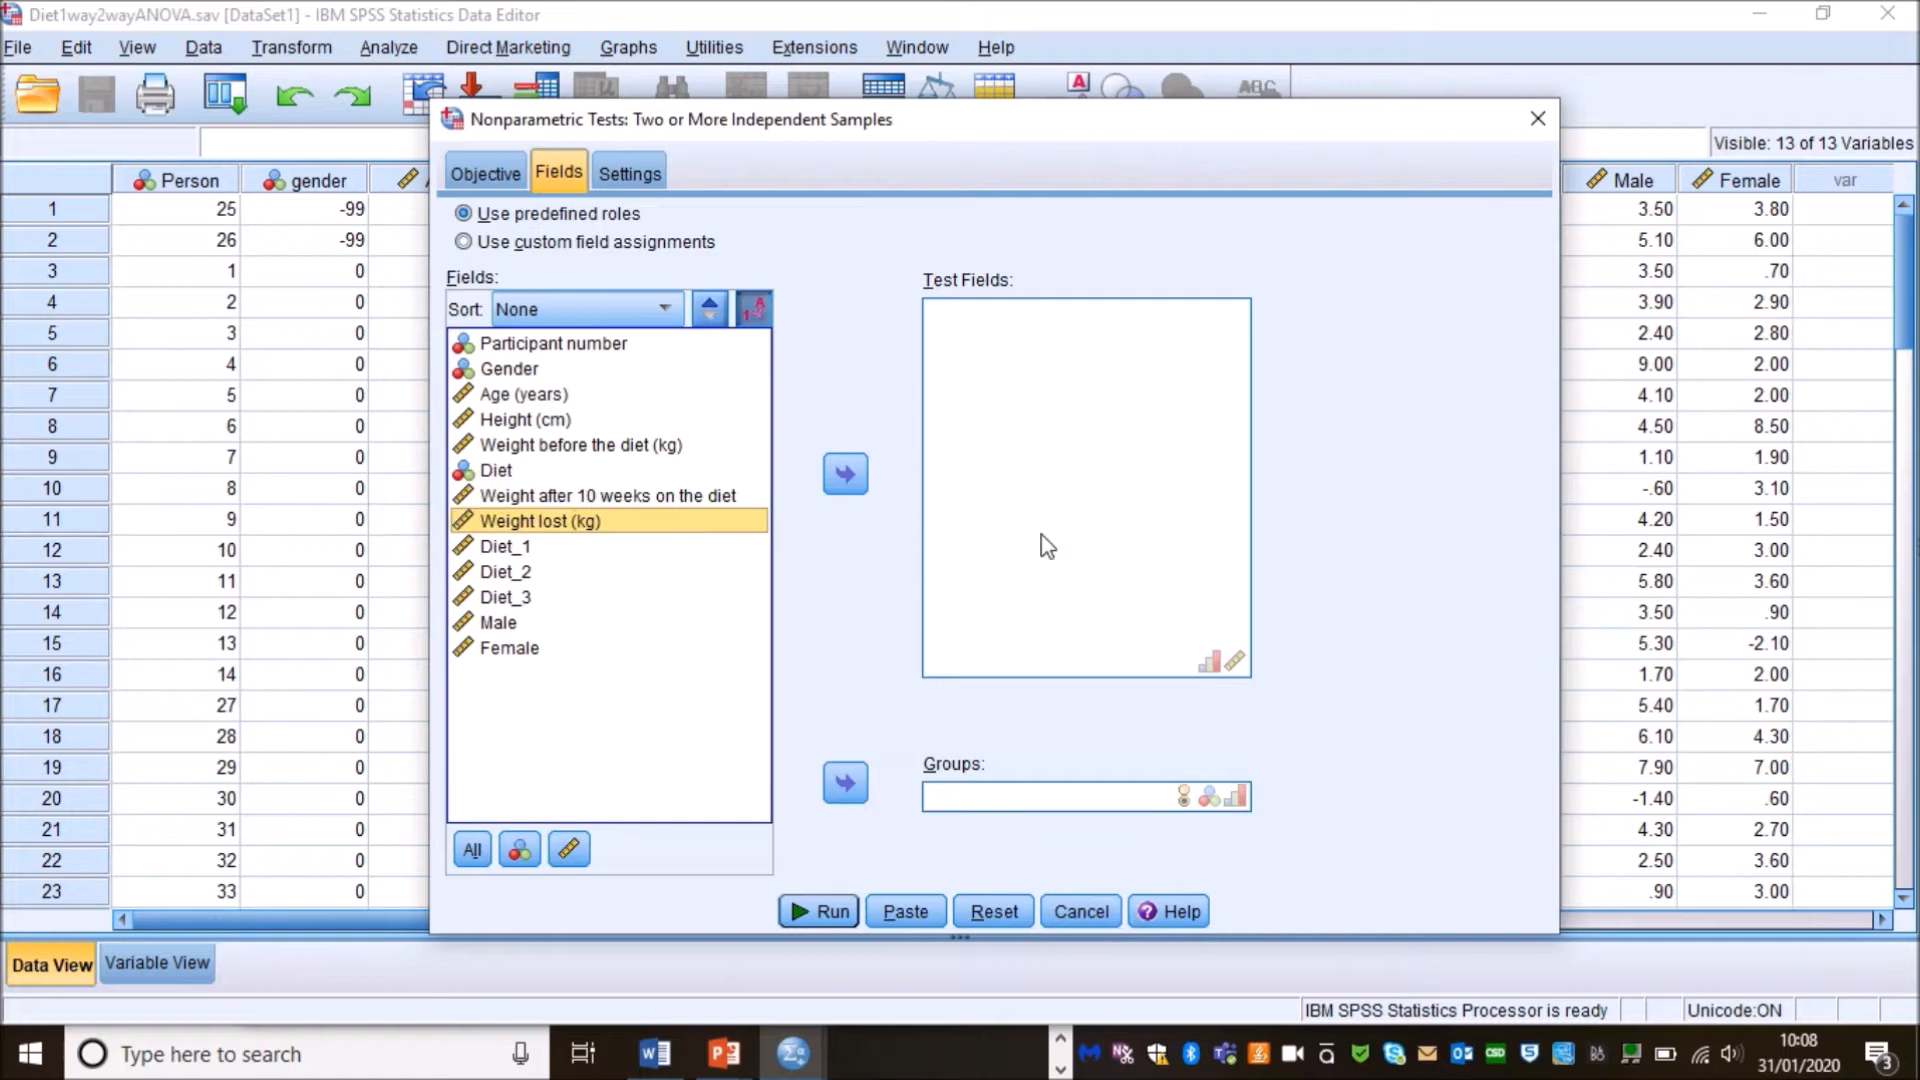 Diet1way2wayANOVA.sav [DataSet1] - IBM SPSS Statistics Data Editor
File Edit View Data Transform Analyze Direct Marketing Graphs Utilities Extensions Window Help
A ABC
Nonparametric Tests: Two or More Independent Samples
Visible: 13 of 13 Variables
Objective Fields Settings
Person gender Male Female var
Use predefined roles
Use custom field assignments
Fields:
Sort: None
Participant number
Gender
Age (years)
Height (cm)
Weight before the diet (kg)
Diet
Weight after 10 weeks on the diet
Weight lost (kg)
Diet_1
Diet_2
Diet_3
Male
Female
All
Test Fields:
Groups:
Run Paste Reset Cancel Help
1 25 -99 3.50 3.80
2 26 -99 5.10 6.00
3 1 0 3.50 .70
4 2 0 3.90 2.90
5 3 0 2.40 2.80
6 4 0 9.00 2.00
7 5 0 4.10 2.00
8 6 0 4.50 8.50
9 7 0 1.10 1.90
10 8 0 -.60 3.10
11 9 0 4.20 1.50
12 10 0 2.40 3.00
13 11 0 5.80 3.60
14 12 0 3.50 .90
15 13 0 5.30 -2.10
16 14 0 1.70 2.00
17 27 0 5.40 1.70
18 28 0 6.10 4.30
19 29 0 7.90 7.00
20 30 0 -1.40 .60
21 31 0 4.30 2.70
22 32 0 2.50 3.60
23 33 0 .90 3.00
Data View Variable View
IBM SPSS Statistics Processor is ready Unicode:ON
Type here to search
10:08
31/01/2020
3